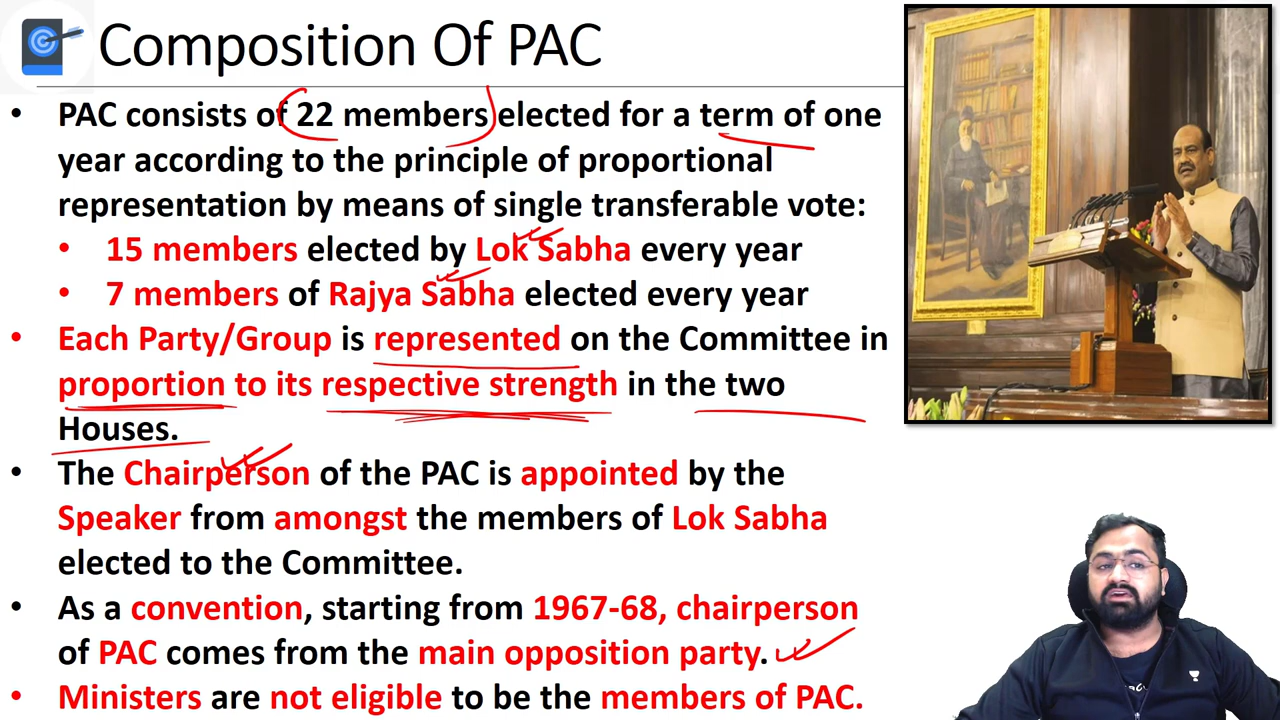 Composition Of PAC
• PAC consists of 22 members elected for a term of one
year according to the principle of proportional
representation by means of single transferable vote:
• 15 members elected by Lok Sabha every year
• 7 members of Rajya Sabha elected every year
• Each Party/Group is represented on the Committee in
proportion to its respective strength in the two
Houses.
• The Chairperson of the PAC is appointed by the
Speaker from amongst the members of Lok Sabha
elected to the Committee.
• As a convention, starting from 1967-68, chairperson
of PAC comes from the main opposition party.
• Ministers are not eligible to be the members of PAC.